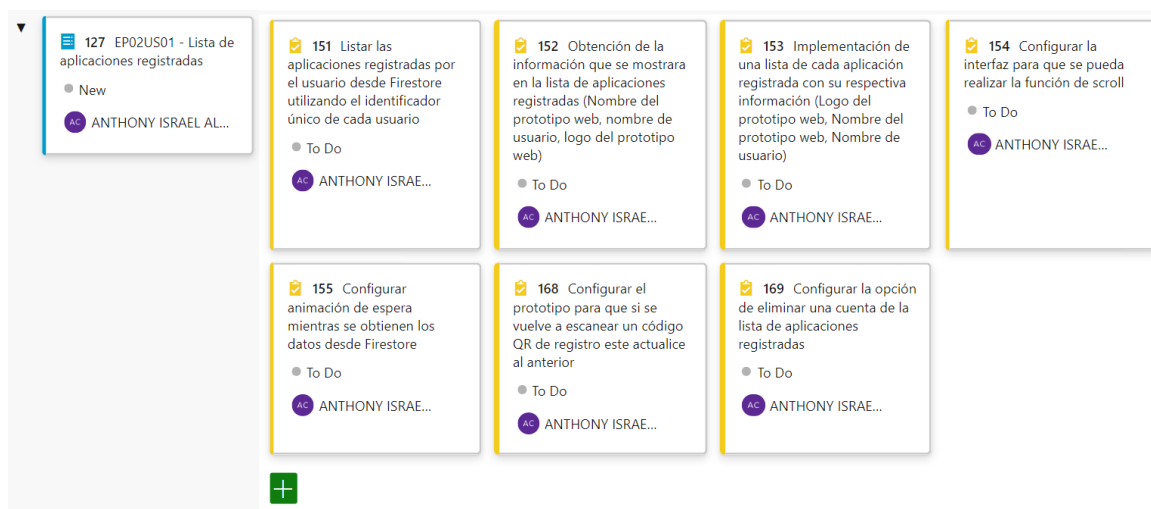 127 EP02US01 - Lista de
aplicaciones registradas
New
AC ANTHONY ISRAEL AL...
151 Listar las
aplicaciones registradas por
el usuario desde Firestore
utilizando el identificador
único de cada usuario
To Do
AC ANTHONY ISRAE...
152 Obtención de la
información que se mostrara
en la lista de aplicaciones
registradas (Nombre del
prototipo web, nombre de
usuario, logo del prototipo
web)
To Do
AC ANTHONY ISRAE...
153 Implementación de
una lista de cada aplicación
registrada con su respectiva
información (Logo del
prototipo web, Nombre del
prototipo web, Nombre de
usuario)
To Do
AC ANTHONY ISRAE...
154 Configurar la
interfaz para que se pueda
realizar la función de scroll
To Do
AC ANTHONY ISRAE...
155 Configurar
animación de espera
mientras se obtienen los
datos desde Firestore
To Do
AC ANTHONY ISRAE...
168 Configurar el
prototipo para que si se
vuelve a escanear un código
QR de registro este actualice
al anterior
To Do
AC ANTHONY ISRAE...
169 Configurar la opción
de eliminar una cuenta de la
lista de aplicaciones
registradas
To Do
AC ANTHONY ISRAE...